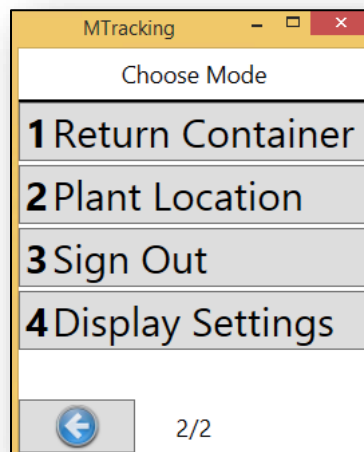 MTracking
Choose Mode
1 Return Container
2 Plant Location
3 Sign Out
4 Display Settings
2/2